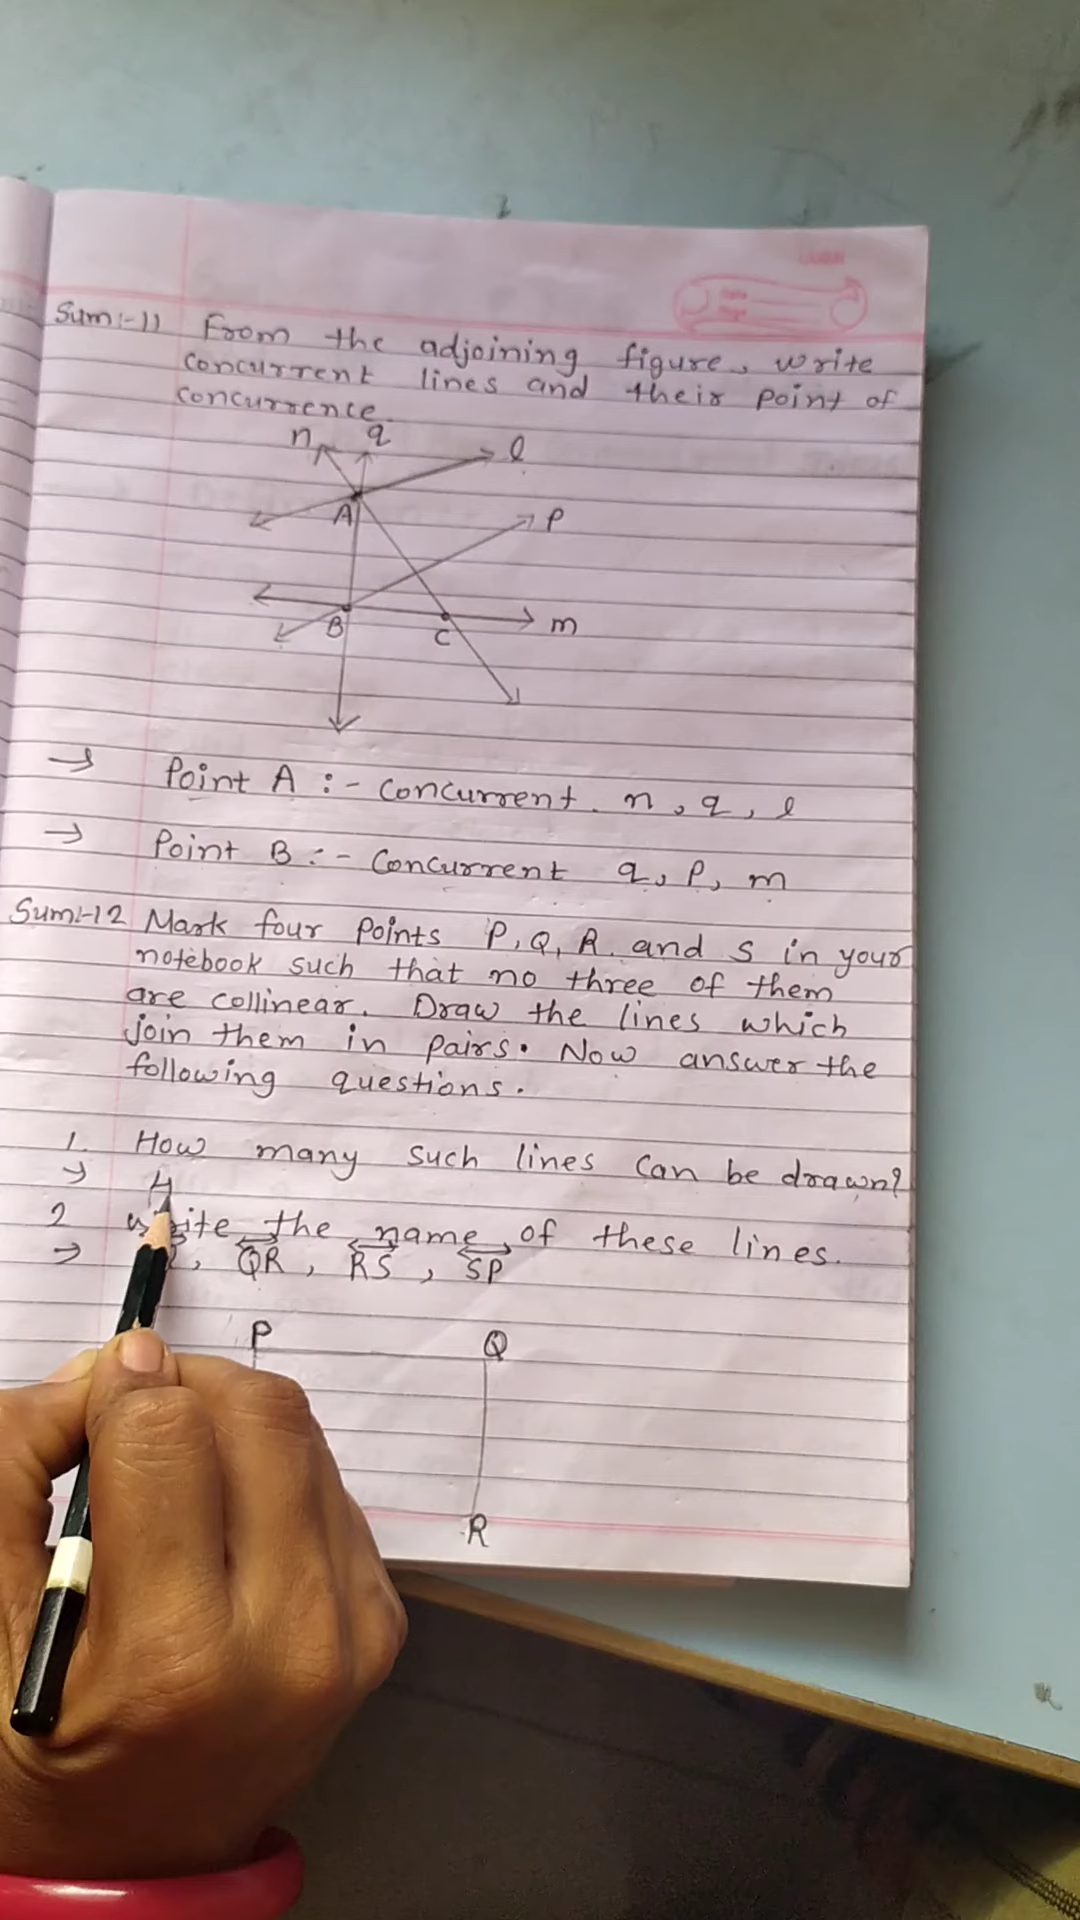 Sum:-11 From the adjoining figure, write
concurrent lines and their point of
concurrence.
n q l
A P
B C m
→ Point A :- concurrent. n, q, l
→ Point B :- concurrent q, P, m
Sum:-12 Mark four points P, Q, R. and S in your
notebook such that no three of them
are collinear. Draw the lines which
join them in pairs. Now answer the
following questions.
1. How many such lines can be drawn?
→ 4
2 write the name of these lines.
→ , QR, RS, SP
P Q
R